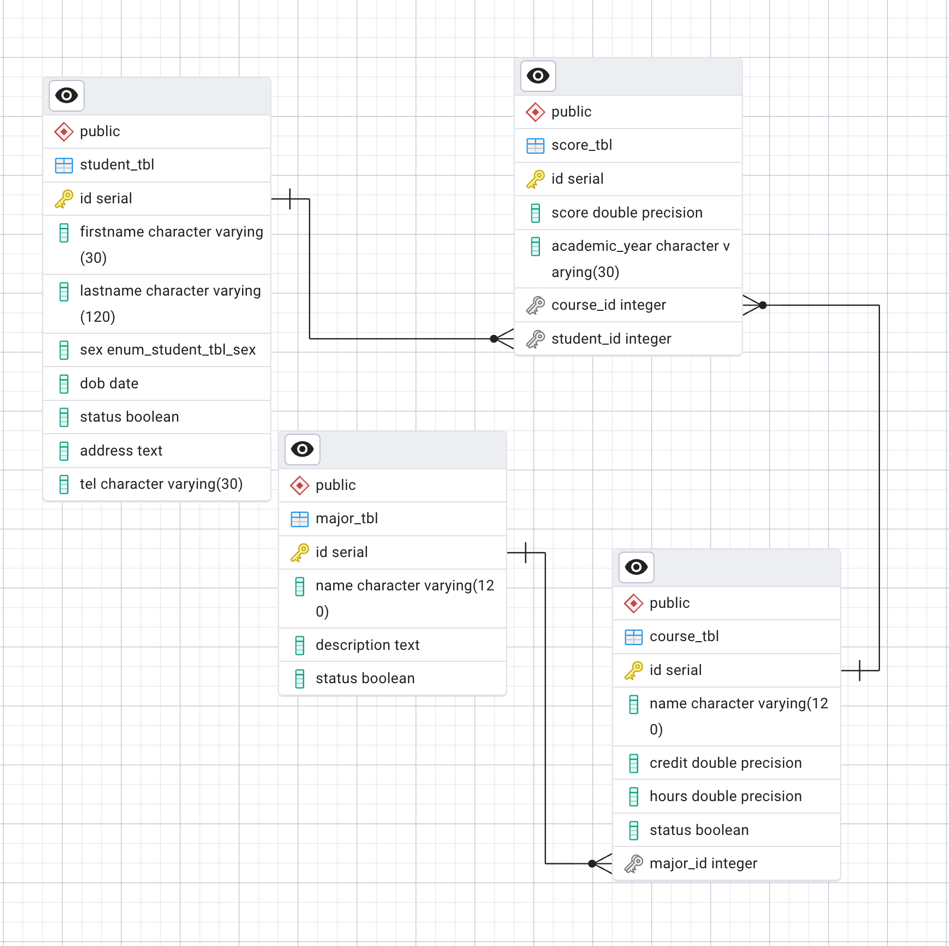 public
student_tbl
id serial
firstname character varying
(30)
lastname character varying
(120)
sex enum_student_tbl_sex
dob date
status boolean
address text
tel character varying(30)
public
score_tbl
id serial
score double precision
academic_year character v
arying(30)
course_id integer
student_id integer
public
major_tbl
id serial
name character varying(12
0)
description text
status boolean
public
course_tbl
id serial
name character varying(12
0)
credit double precision
hours double precision
status boolean
major_id integer